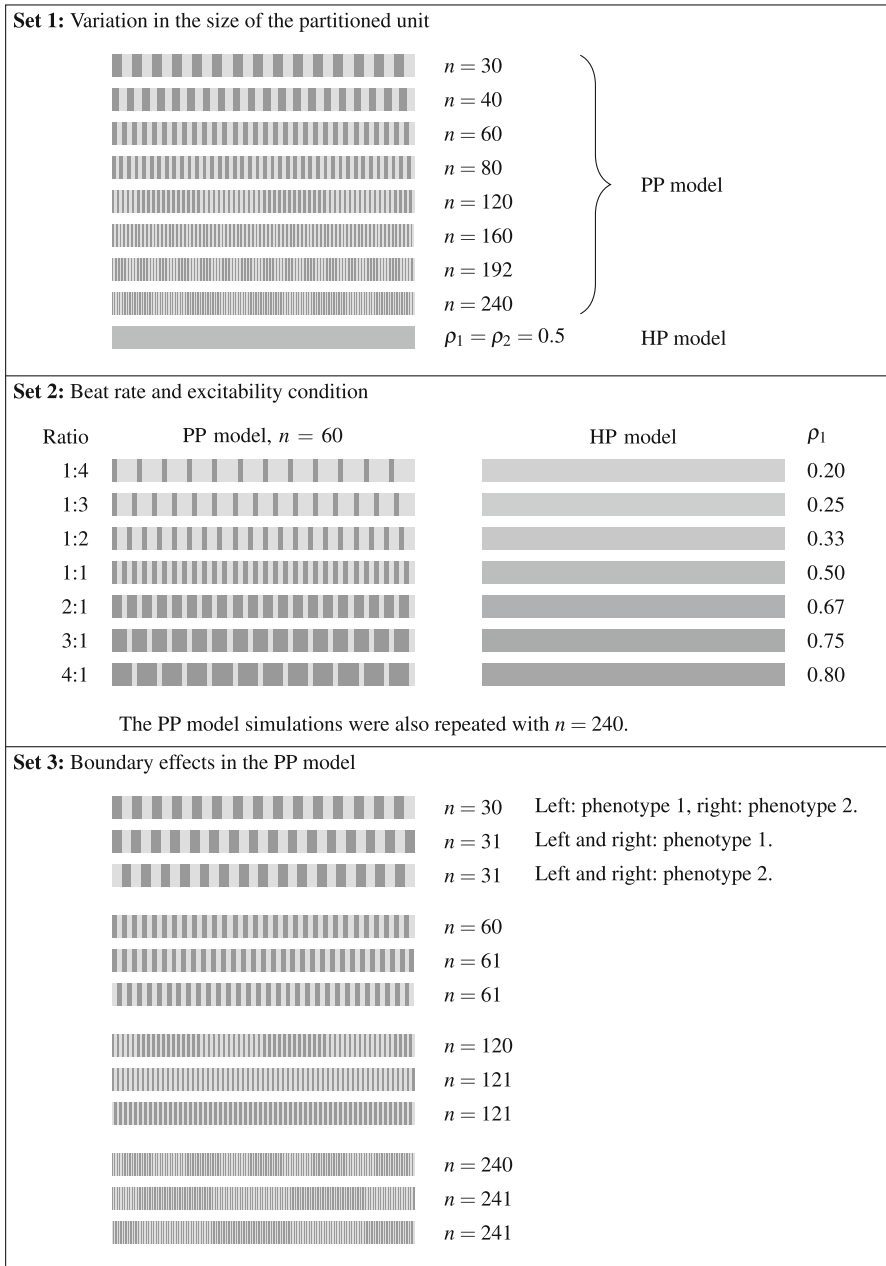 Set 1: Variation in the size of the partitioned unit
n = 30
n = 40
n = 60
n = 80
n = 120
n = 160
n = 192
n = 240
PP model
ρ1 = ρ2 = 0.5 HP model
Set 2: Beat rate and excitability condition
Ratio PP model, n = 60 HP model ρ1
1:4 0.20
1:3 0.25
1:2 0.33
1:1 0.50
2:1 0.67
3:1 0.75
4:1 0.80
The PP model simulations were also repeated with n = 240.
Set 3: Boundary effects in the PP model
n = 30 Left: phenotype 1, right: phenotype 2.
n = 31 Left and right: phenotype 1.
n = 31 Left and right: phenotype 2.
n = 60
n = 61
n = 61
n = 120
n = 121
n = 121
n = 240
n = 241
n = 241